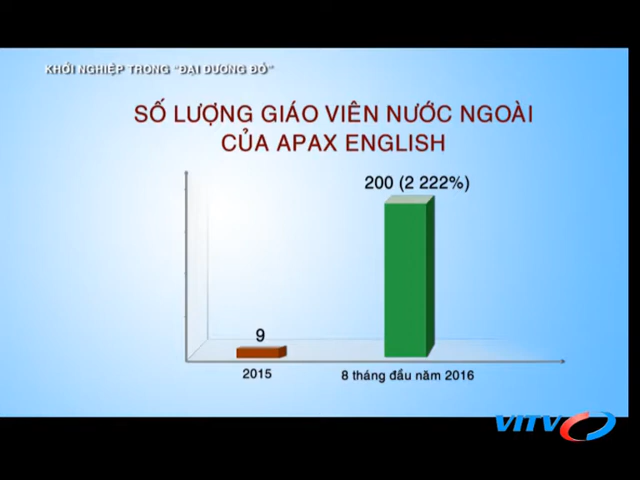 KHỞI NGHIỆP TRONG "ĐẠI DƯƠNG ĐỎ"
SỐ LƯỢNG GIÁO VIÊN NƯỚC NGOÀI
CỦA APAX ENGLISH
200 (2 222%)
9
2015
8 tháng đầu năm 2016
VITV